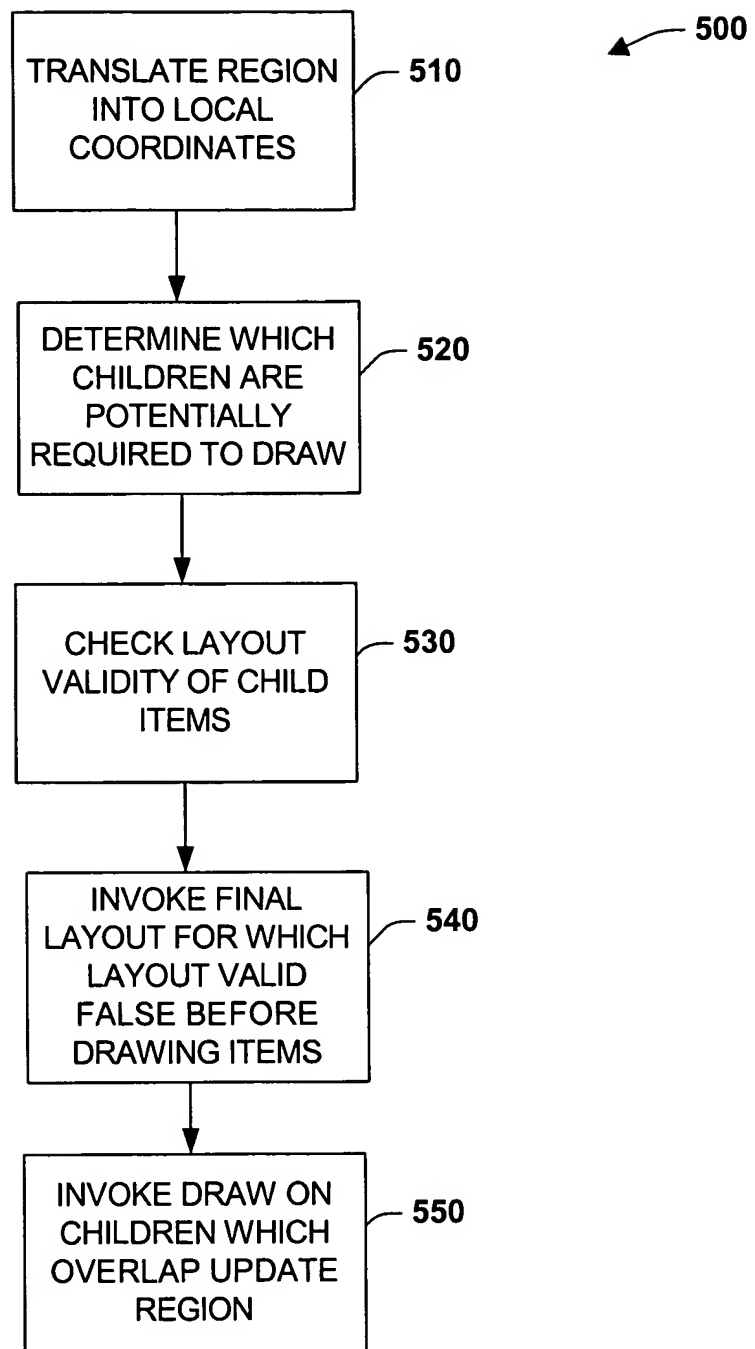 500
TRANSLATE REGION
INTO LOCAL
COORDINATES
510
DETERMINE WHICH
CHILDREN ARE
POTENTIALLY
REQUIRED TO DRAW
520
CHECK LAYOUT
VALIDITY OF CHILD
ITEMS
530
INVOKE FINAL
LAYOUT FOR WHICH
LAYOUT VALID
FALSE BEFORE
DRAWING ITEMS
540
INVOKE DRAW ON
CHILDREN WHICH
OVERLAP UPDATE
REGION
550